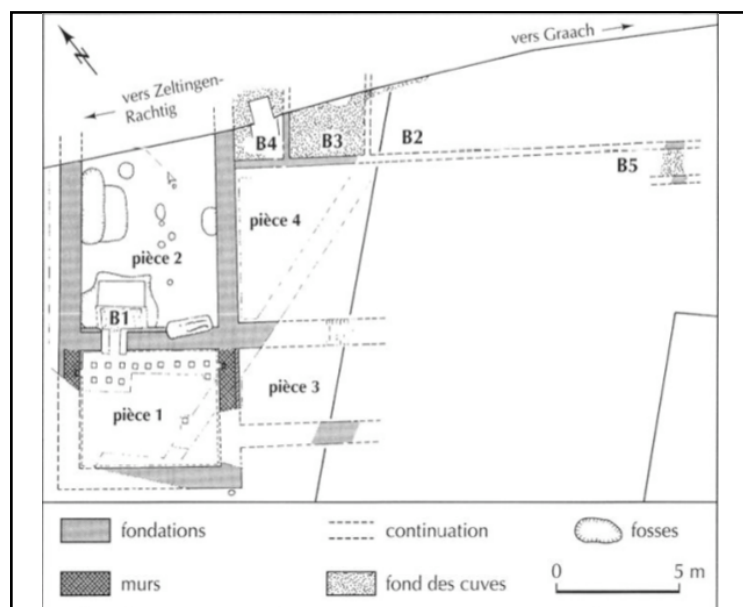 vers Graach
N
vers Zeltingen-
Rachtig
B4
B3
B2
B5
pièce 4
pièce 2
B1
pièce 3
pièce 1
fondations
continuation
fosses
murs
fond des cuves
0 5 m